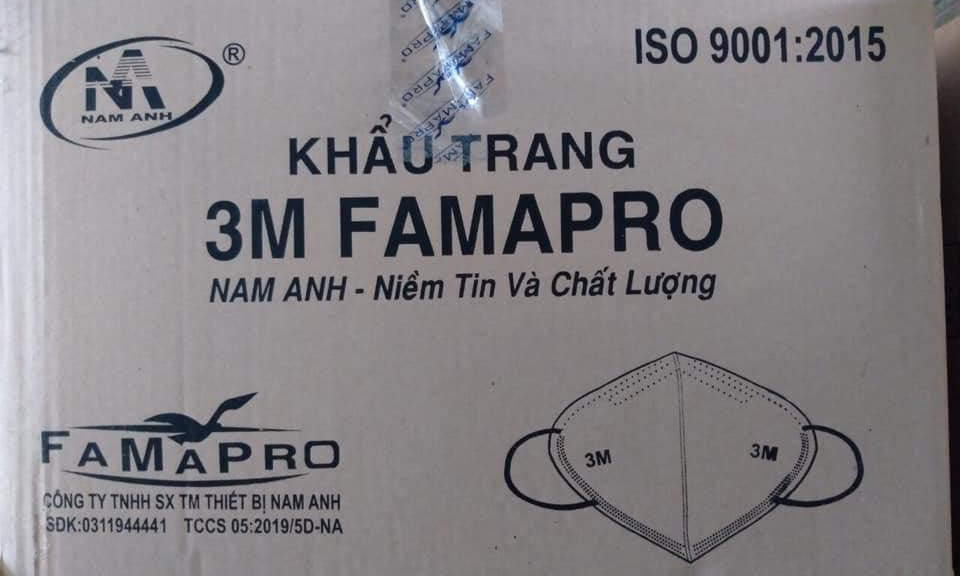 NAM ANH
®
ISO 9001:2015
FAMAPRO®
KHẨU TRANG
3M FAMAPRO
NAM ANH - Niềm Tin Và Chất Lượng
FAMAPRO
CÔNG TY TNHH SX TM THIẾT BỊ NAM ANH
SDK:0311944441 TCCS 05:2019/5D-NA
3M
3M